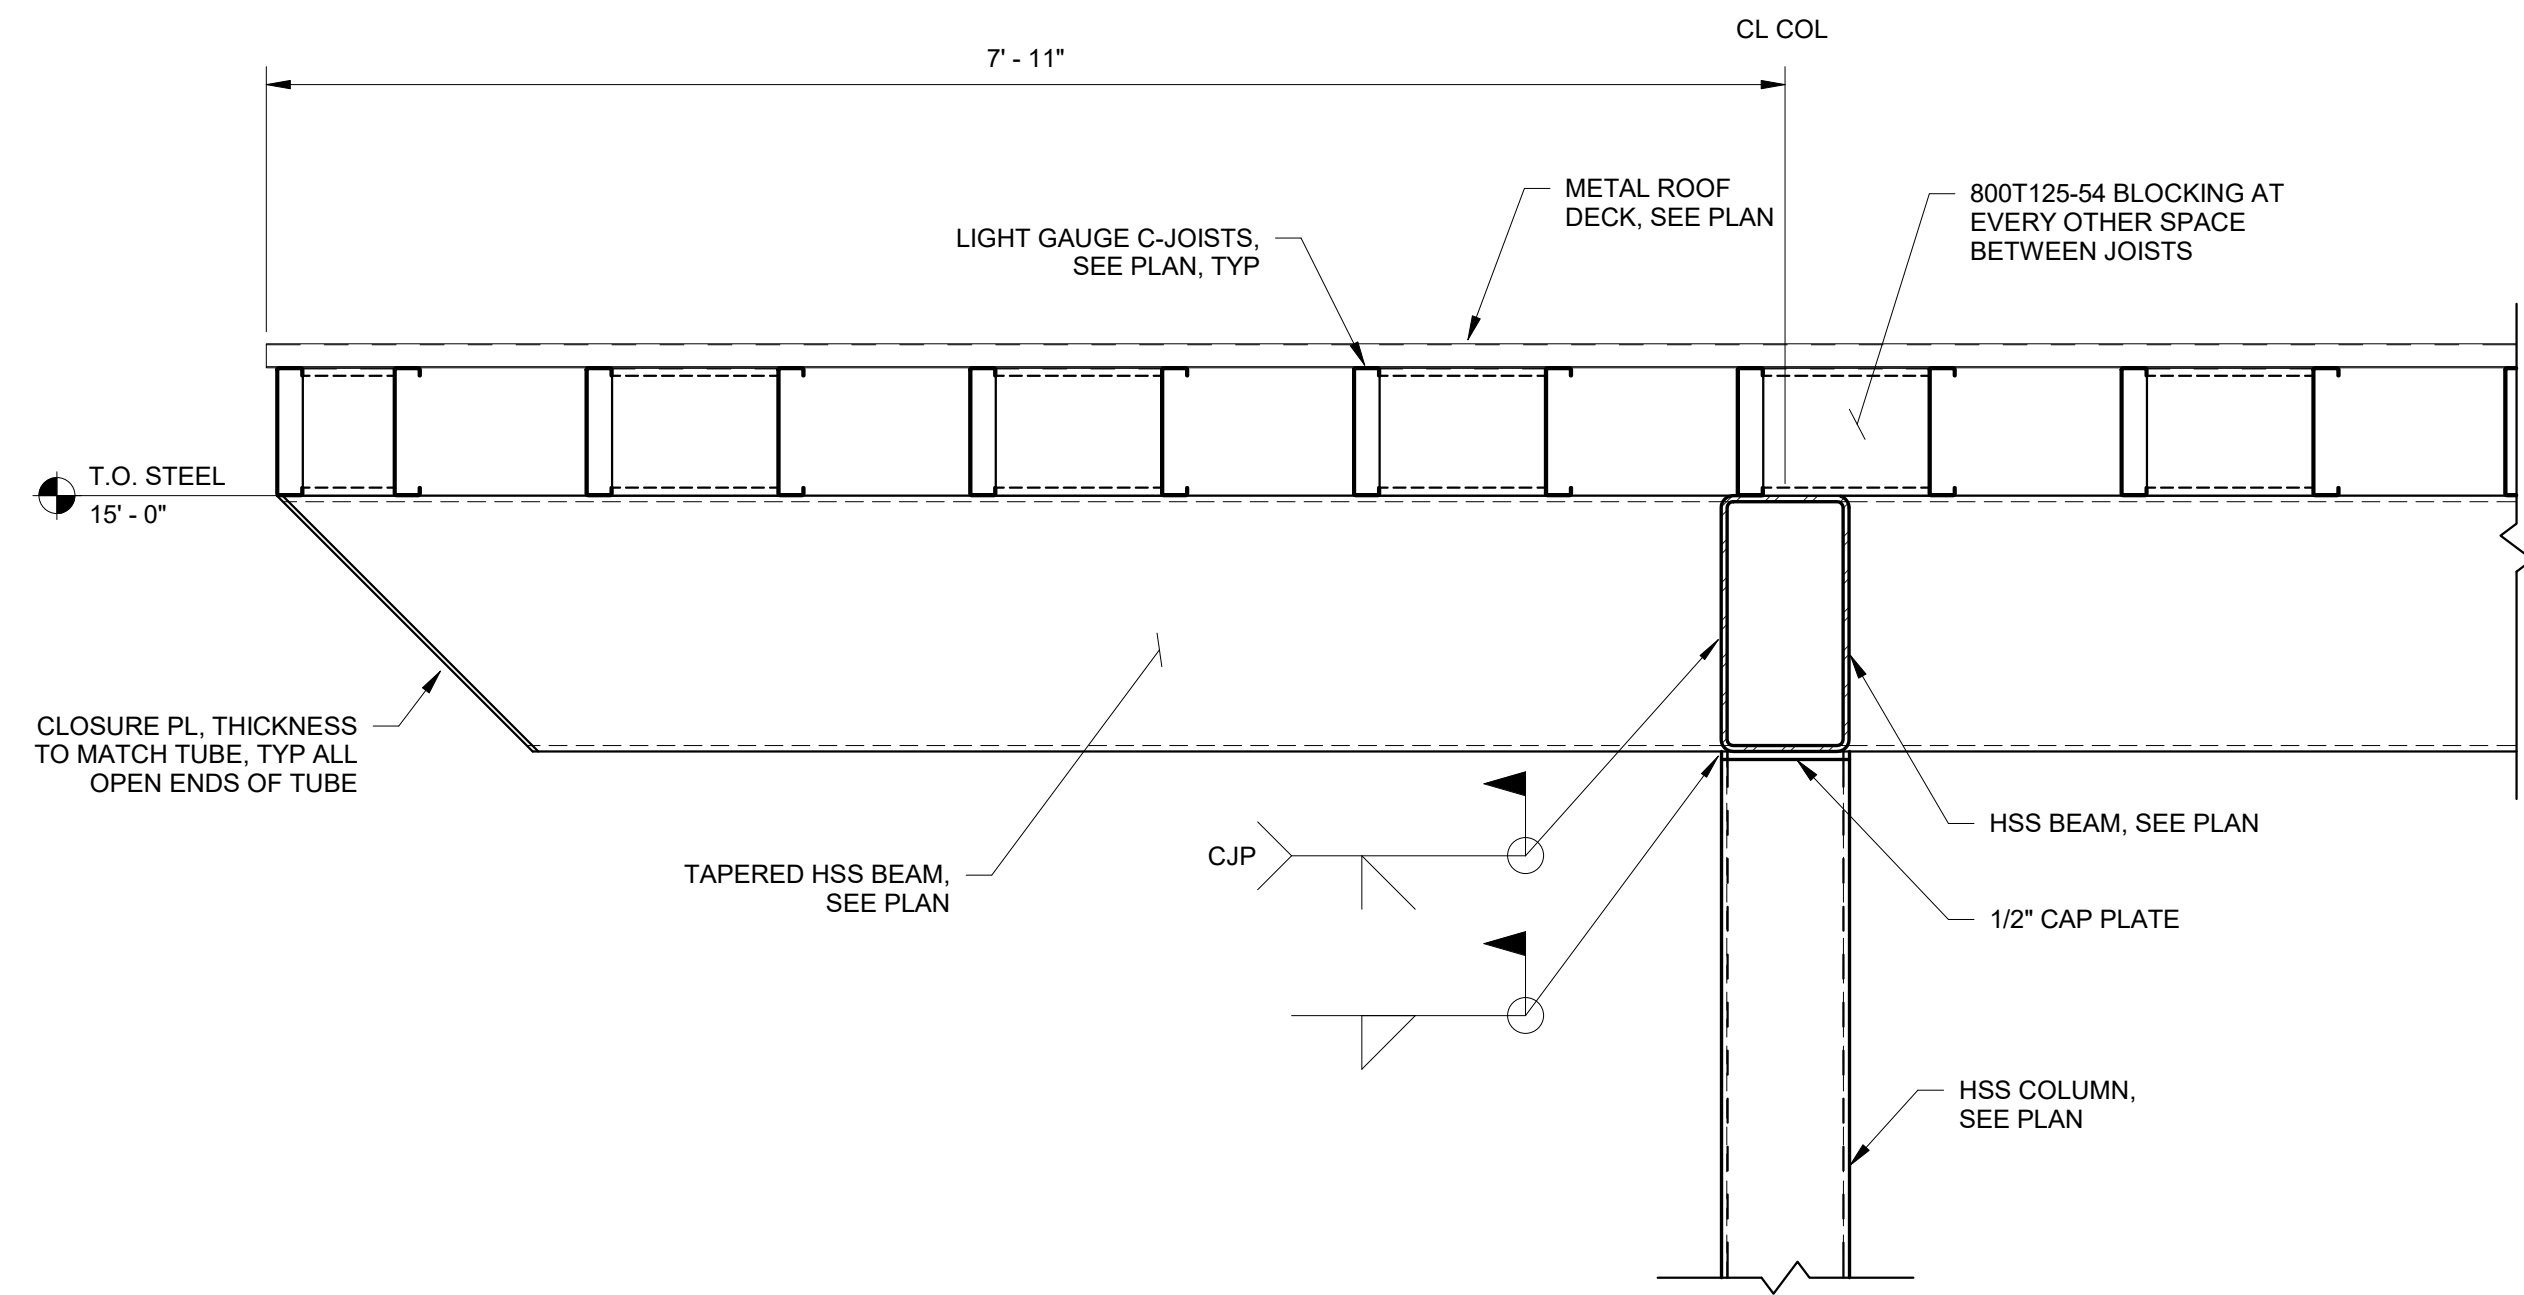 CL COL
7' - 11"
METAL ROOF
DECK, SEE PLAN
800T125-54 BLOCKING AT
EVERY OTHER SPACE
BETWEEN JOISTS
LIGHT GAUGE C-JOISTS,
SEE PLAN, TYP
T.O. STEEL
15' - 0"
CLOSURE PL, THICKNESS
TO MATCH TUBE, TYP ALL
OPEN ENDS OF TUBE
TAPERED HSS BEAM,
SEE PLAN
CJP
HSS BEAM, SEE PLAN
1/2" CAP PLATE
HSS COLUMN,
SEE PLAN